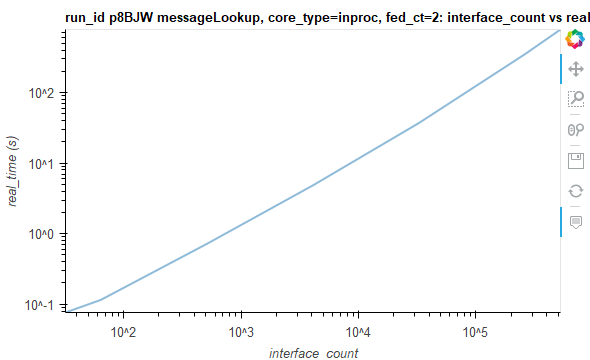 run_id p8BJW messageLookup, core_type=inproc, fed_ct=2: interface_count vs real
real_time (s)
10^2
10^1
10^0
10^-1
10^2
10^3
10^4
10^5
interface_count